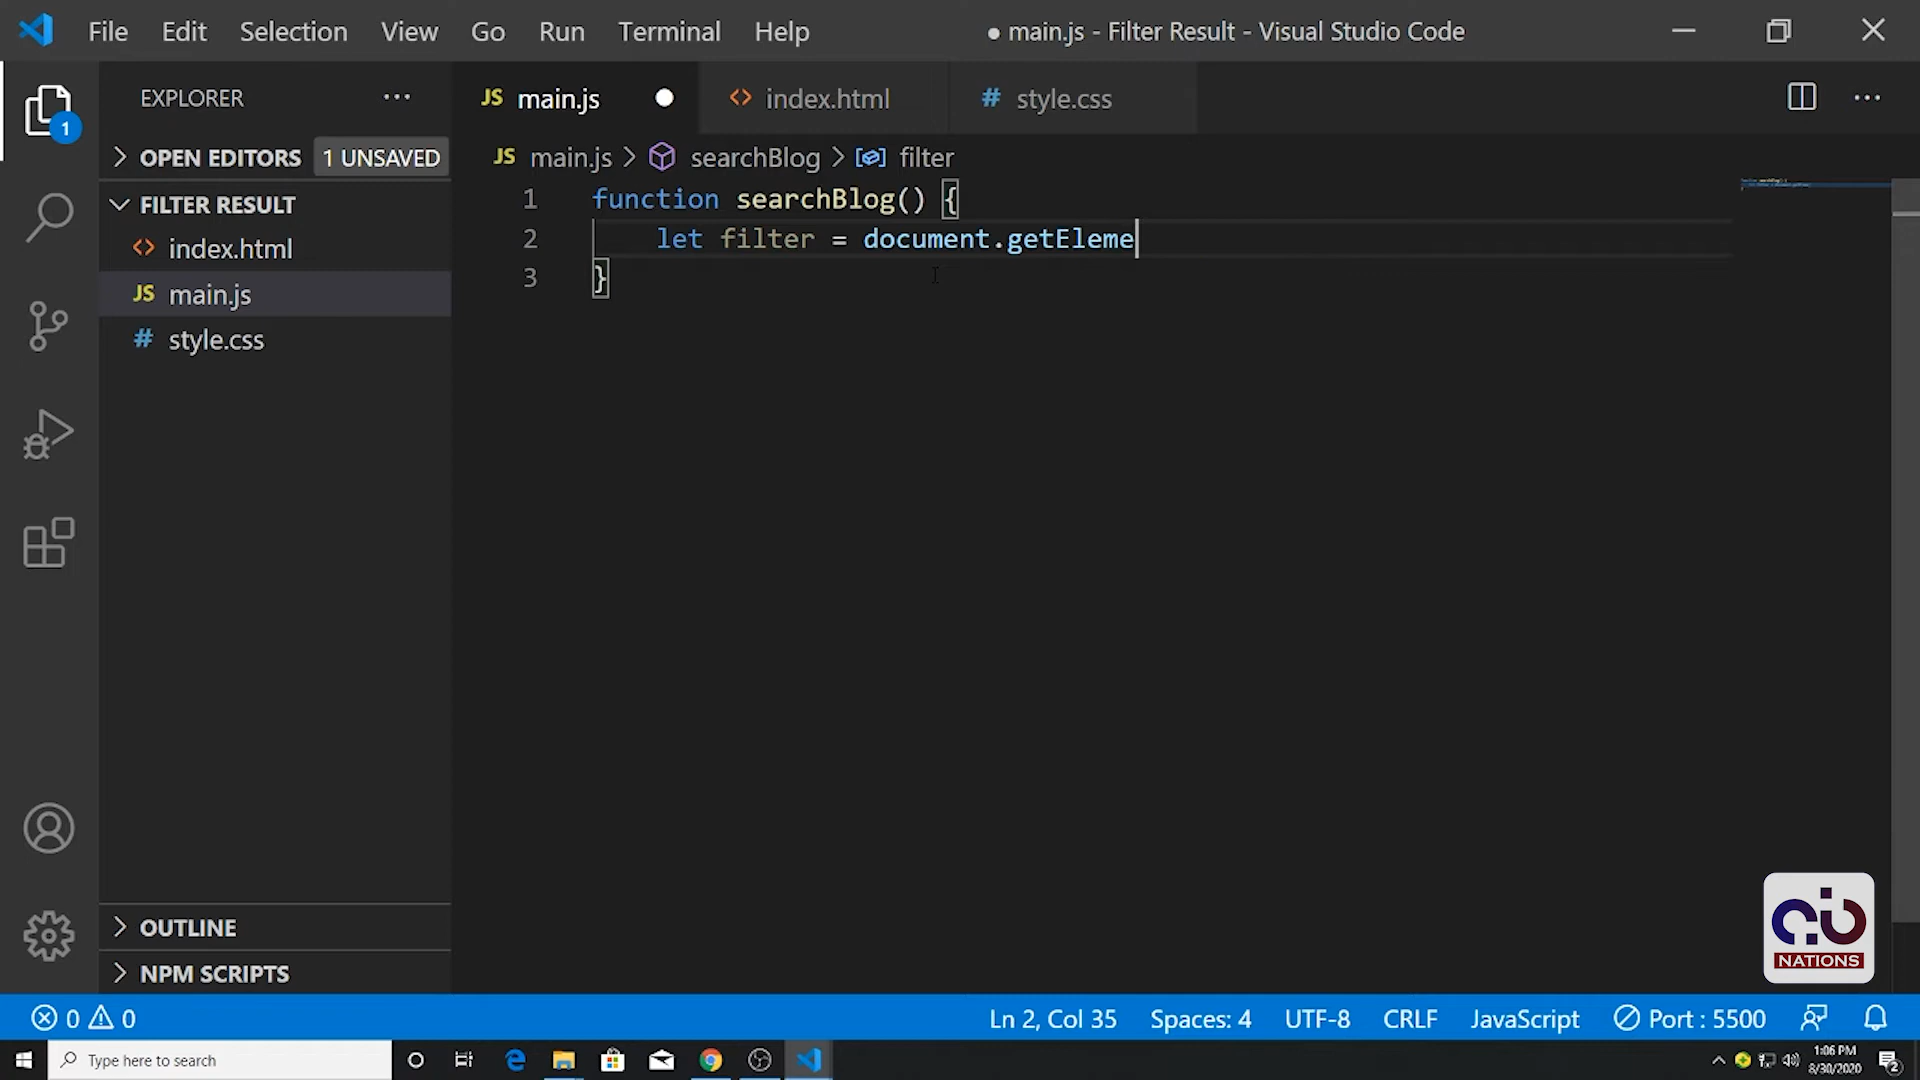 File Edit Selection View Go Run Terminal Help ● main.js - Filter Result - Visual Studio Code
EXPLORER ...
JS main.js ● <> index.html # style.css ...
1
OPEN EDITORS 1 UNSAVED
JS main.js > searchBlog > filter
FILTER RESULT
<> index.html
JS main.js
# style.css
1 function searchBlog() {
2 let filter = document.getEleme
3 }
OUTLINE
NPM SCRIPTS
NATIONS
0 0 Ln 2, Col 35 Spaces: 4 UTF-8 CRLF JavaScript Port : 5500
Type here to search
1:06 PM
8/30/2020
2